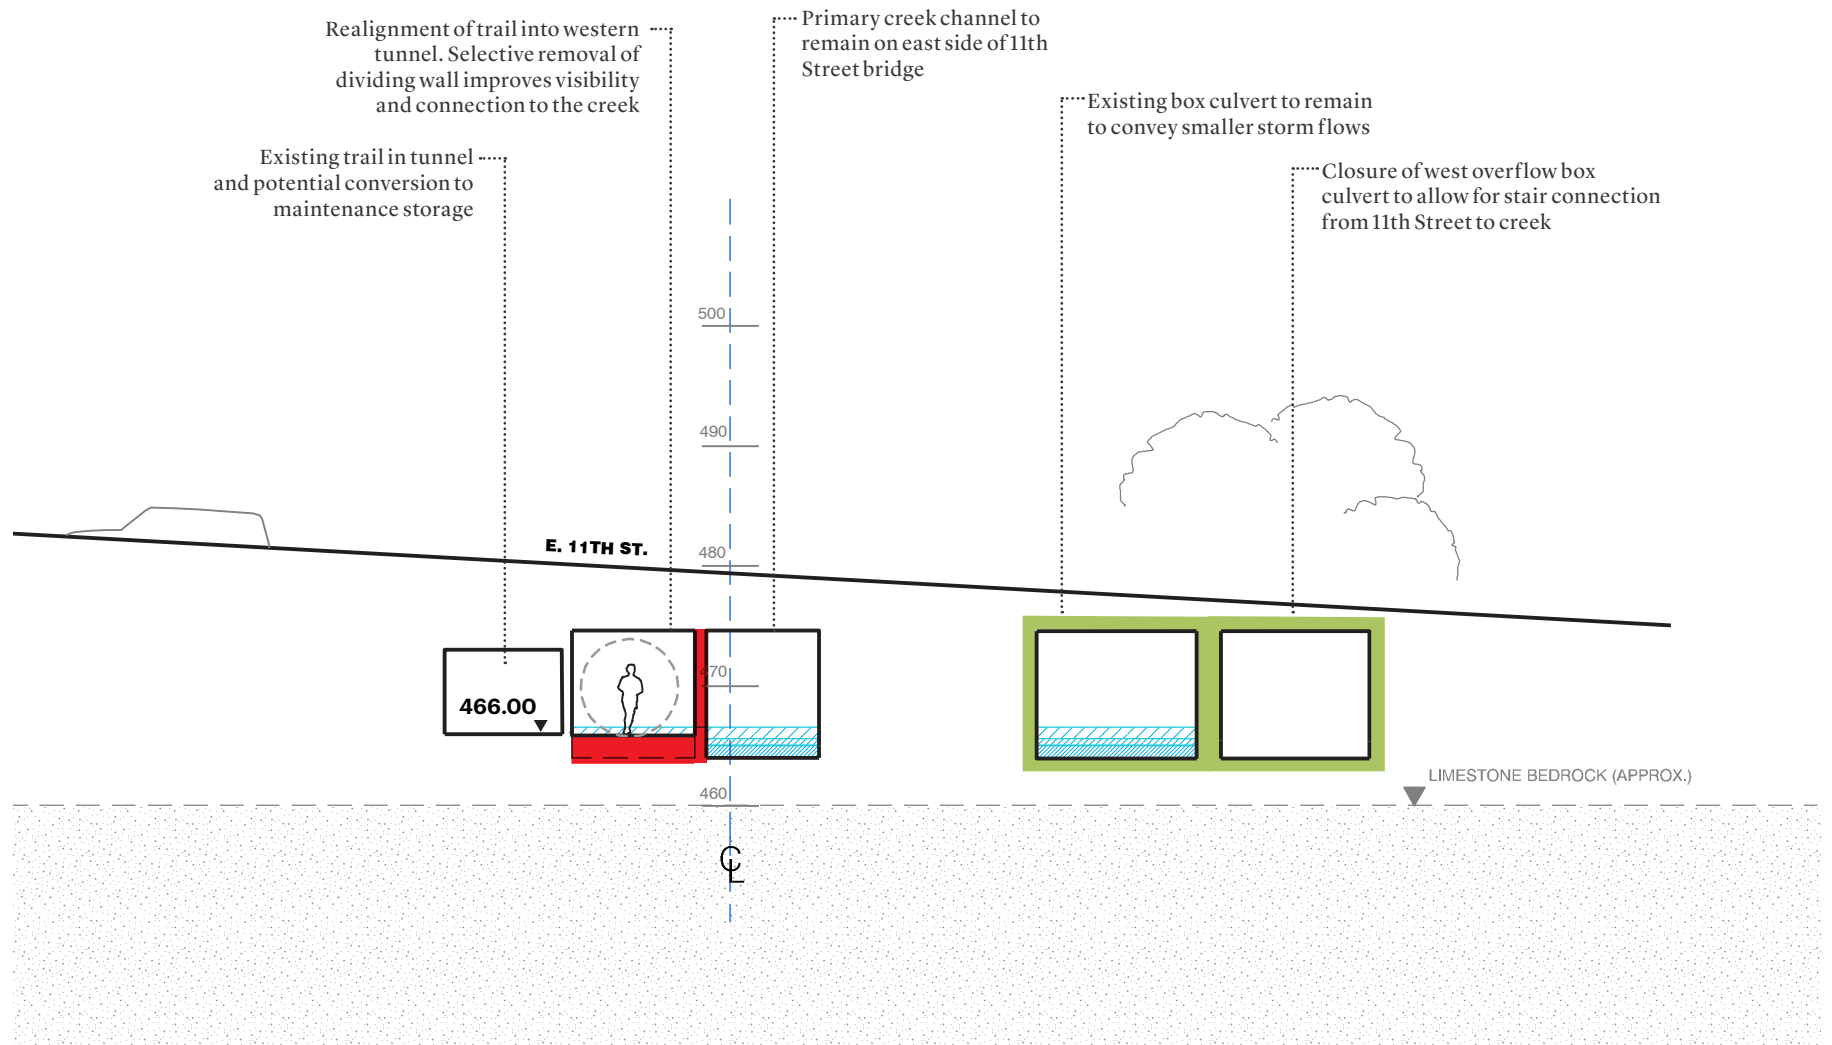 Realignment of trail into western
tunnel. Selective removal of
dividing wall improves visibility
and connection to the creek
Primary creek channel to
remain on east side of 11th
Street bridge
Existing box culvert to remain
to convey smaller storm flows
Existing trail in tunnel
and potential conversion to
maintenance storage
Closure of west overflow box
culvert to allow for stair connection
from 11th Street to creek
500
490
E. 11TH ST.
480
470
466.00
LIMESTONE BEDROCK (APPROX.)
460
CL